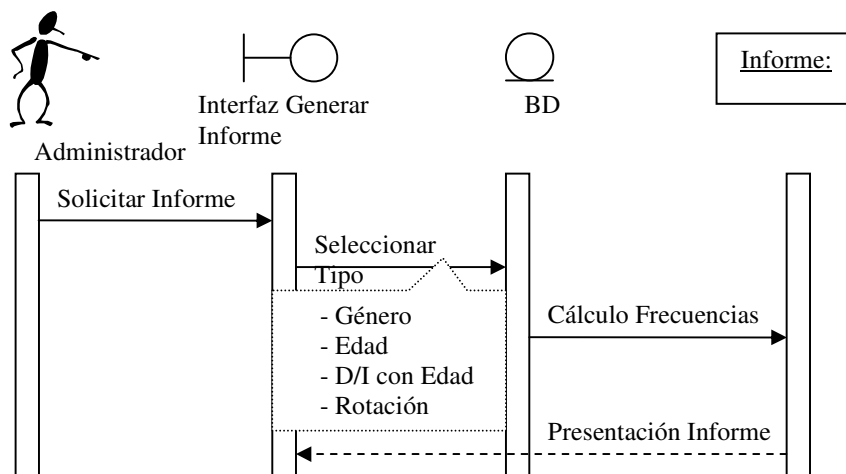 Informe:
Interfaz Generar
Informe
BD
Administrador
Solicitar Informe
Seleccionar
Tipo
- Género
- Edad
- D/I con Edad
- Rotación
Cálculo Frecuencias
Presentación Informe